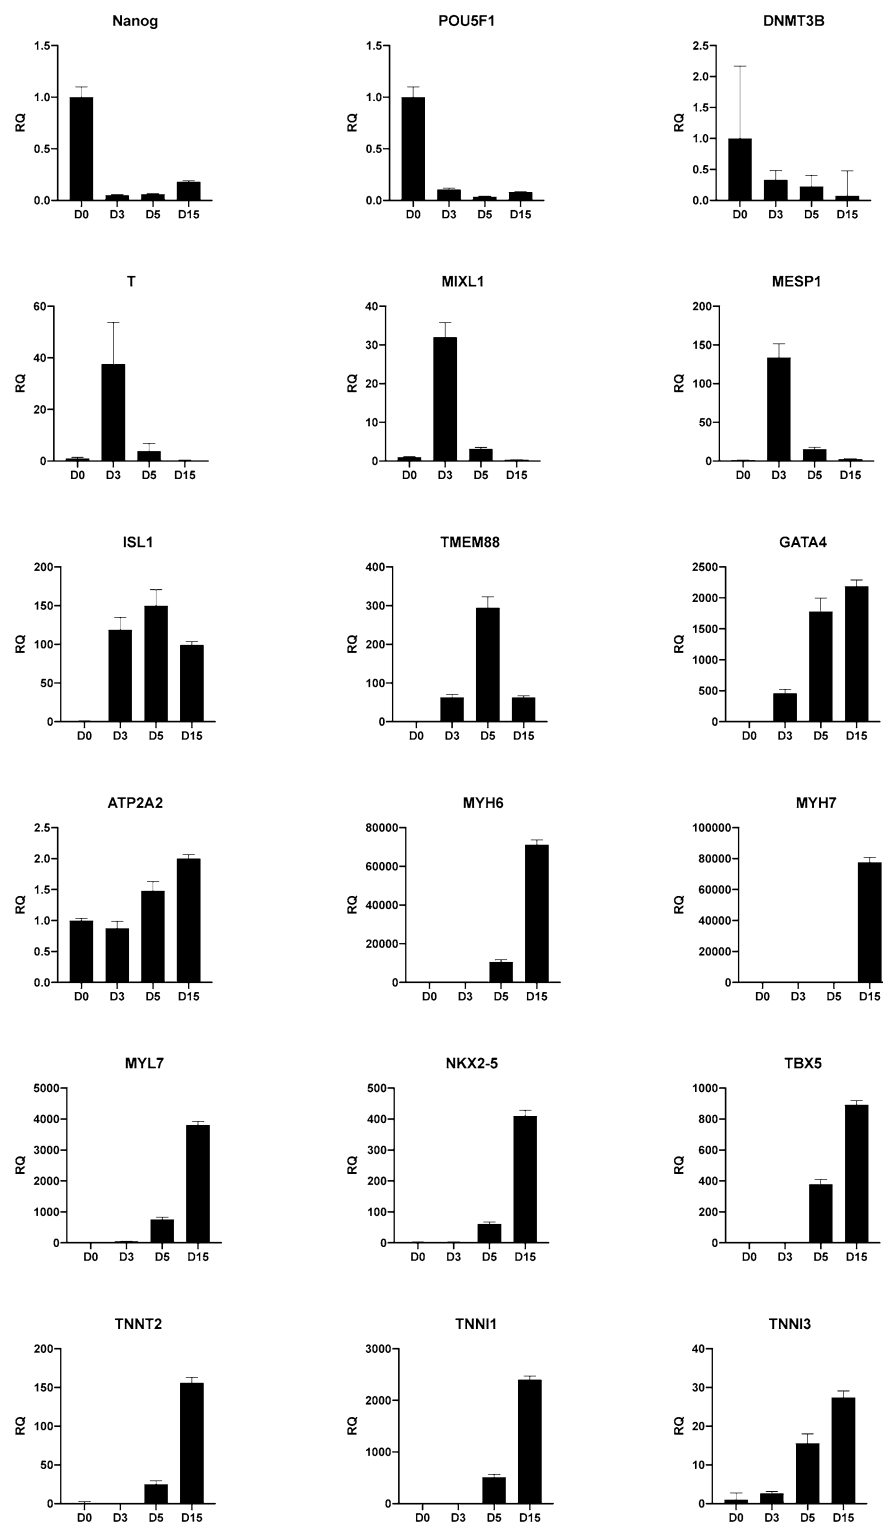 Nanog
POU5F1
DNMT3B
1.5
1.0
0.5
0.0
RQ
D0 D3 D5 D15
1.5
1.0
0.5
0.0
RQ
D0 D3 D5 D15
2.5
2.0
1.5
1.0
0.5
0.0
RQ
D0 D3 D5 D15
T
MIXL1
MESP1
60
40
20
0
RQ
D0 D3 D5 D15
40
30
20
10
0
RQ
D0 D3 D5 D15
200
150
100
50
0
RQ
D0 D3 D5 D15
ISL1
TMEM88
GATA4
200
150
100
50
0
RQ
D0 D3 D5 D15
400
300
200
100
0
RQ
D0 D3 D5 D15
2500
2000
1500
1000
500
0
RQ
D0 D3 D5 D15
ATP2A2
MYH6
MYH7
2.5
2.0
1.5
1.0
0.5
0.0
RQ
D0 D3 D5 D15
80000
60000
40000
20000
0
RQ
D0 D3 D5 D15
100000
80000
60000
40000
20000
0
RQ
D0 D3 D5 D15
MYL7
NKX2-5
TBX5
5000
4000
3000
2000
1000
0
RQ
D0 D3 D5 D15
500
400
300
200
100
0
RQ
D0 D3 D5 D15
1000
800
600
400
200
0
RQ
D0 D3 D5 D15
TNNT2
TNNI1
TNNI3
200
150
100
50
0
RQ
D0 D3 D5 D15
3000
2000
1000
0
RQ
D0 D3 D5 D15
40
30
20
10
0
RQ
D0 D3 D5 D15